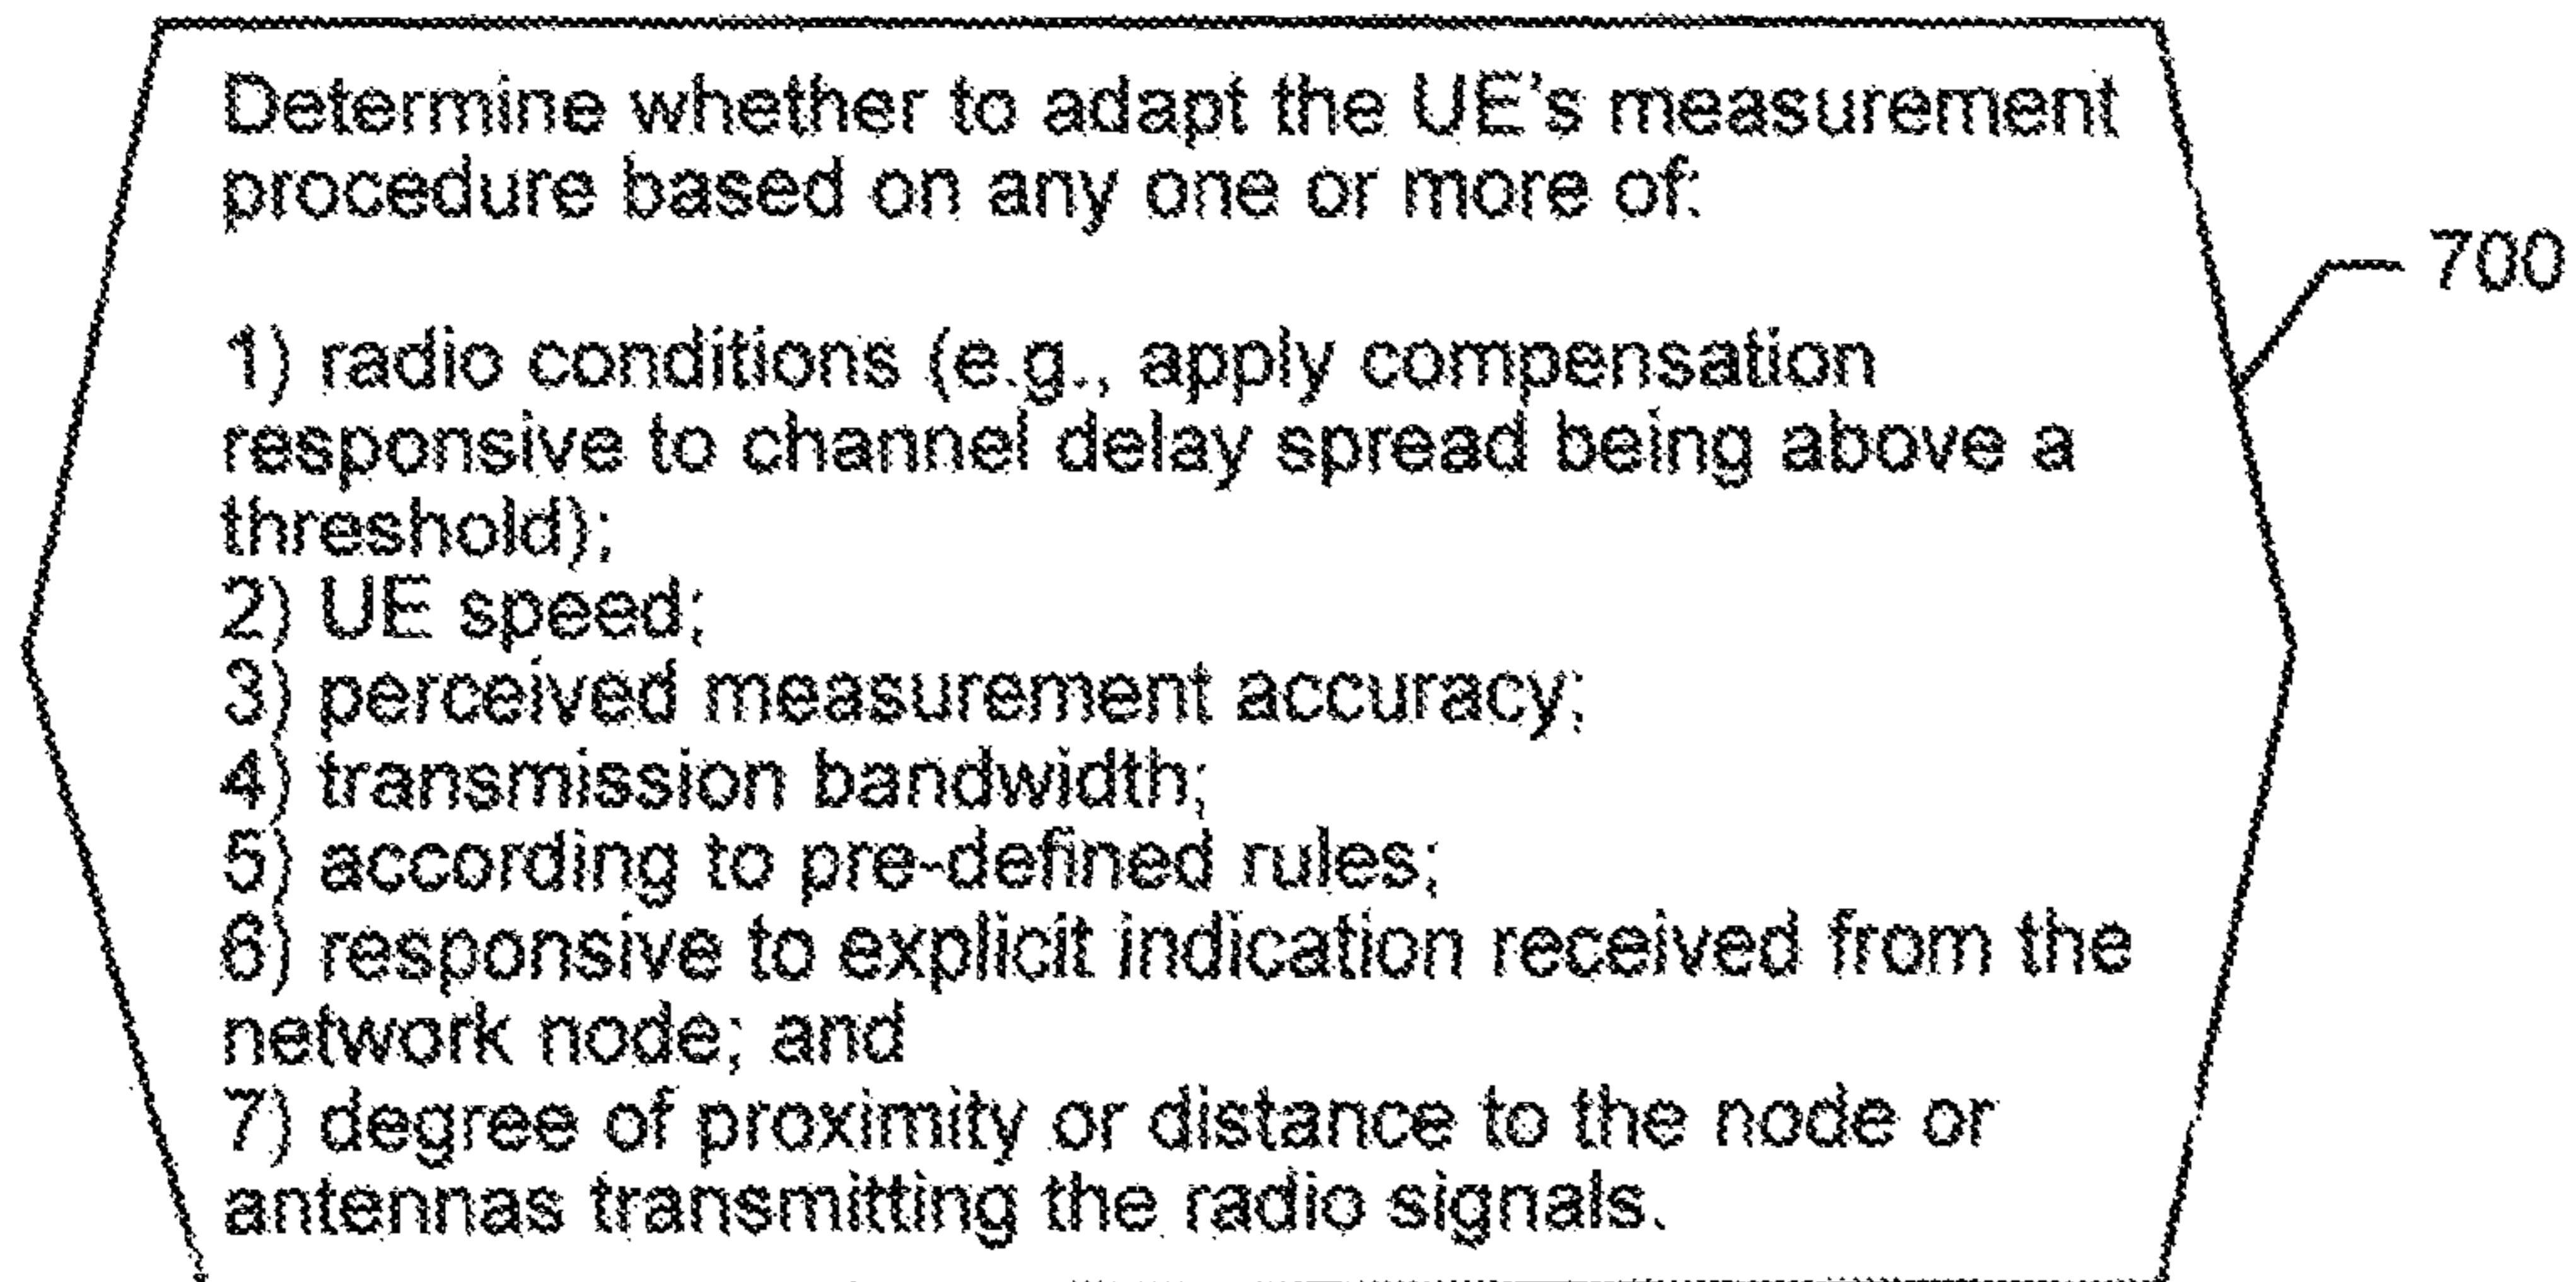 Determine whether to adapt the UE's measurement
procedure based on any one or more of:
1) radio conditions (e.g., apply compensation
responsive to channel delay spread being above a
threshold);
2) UE speed;
3) perceived measurement accuracy;
4) transmission bandwidth;
5) according to pre-defined rules;
6) responsive to explicit indication received from the
network node; and
7) degree of proximity or distance to the node or
antennas transmitting the radio signals.
700